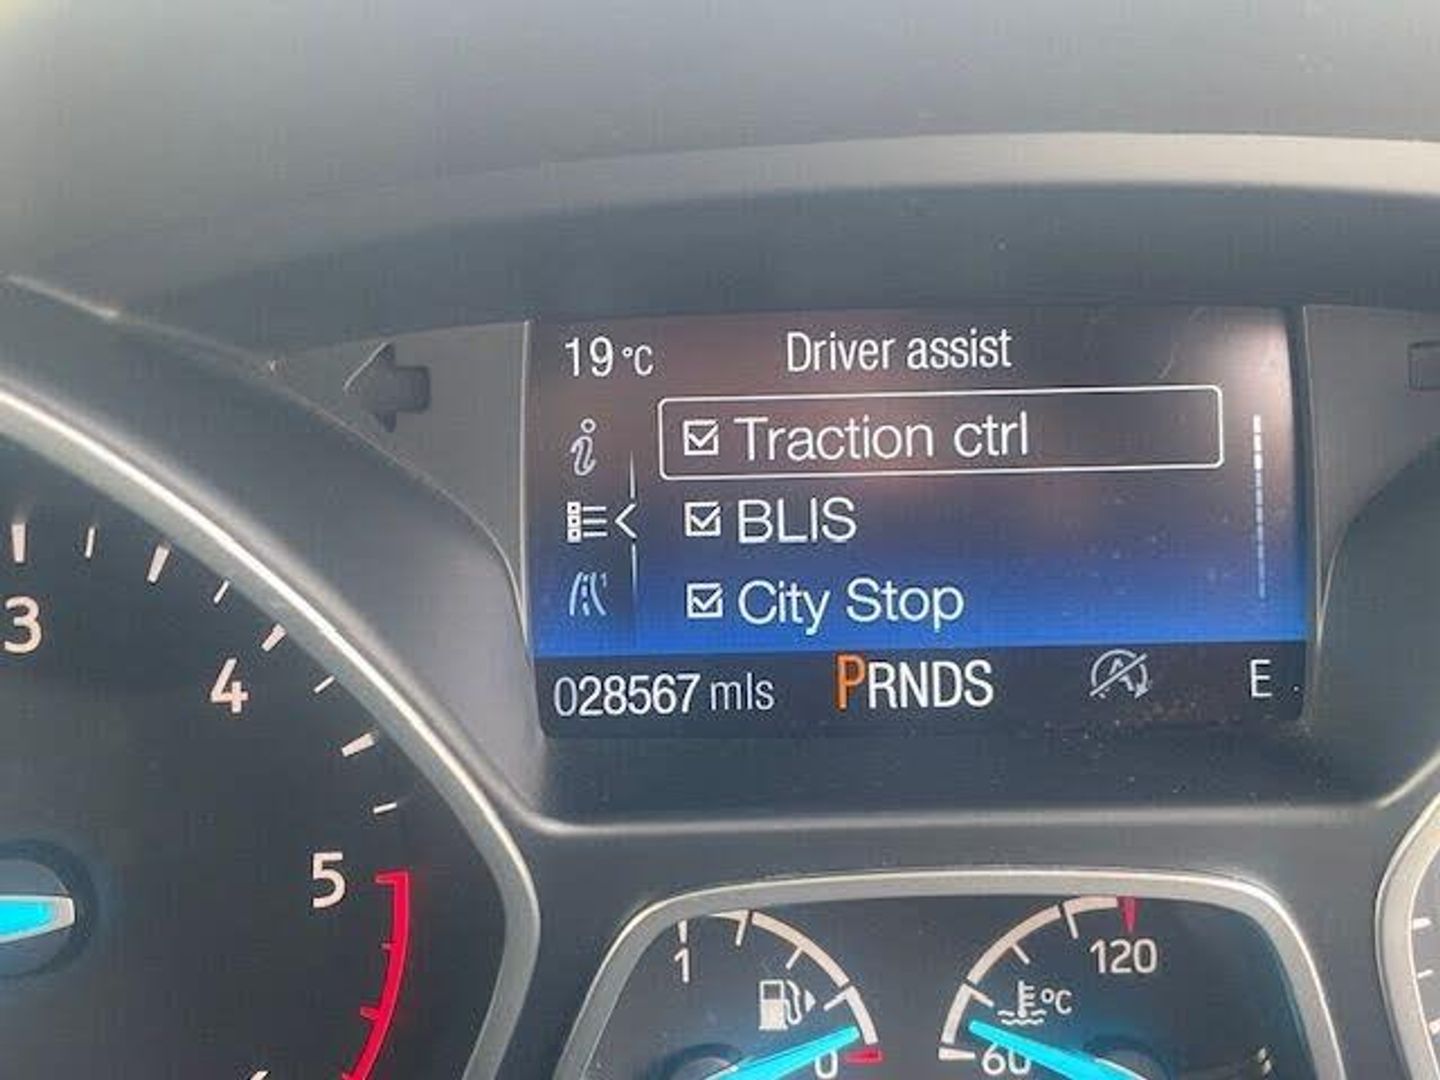 19 °C Driver assist
Traction ctrl
BLIS
City Stop
028567 mls PRNDS A E
3
4
5
1
0
120
°C
60